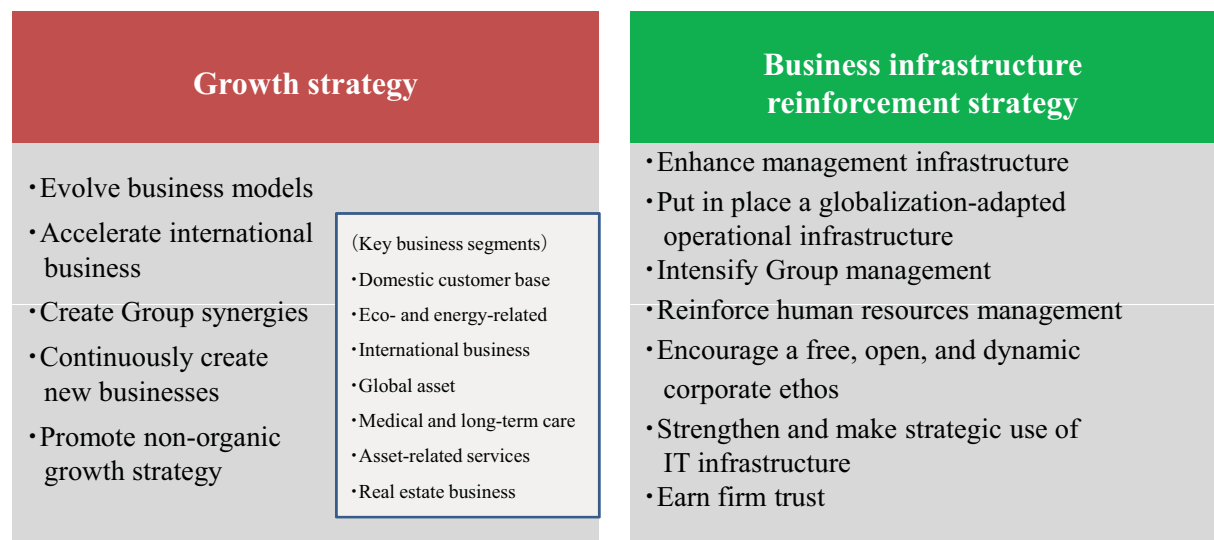 Growth strategy
・Evolve business models
・Accelerate international
business
・Create Group synergies
・Continuously create
new businesses
・Promote non-organic
growth strategy
（Key business segments）
・Domestic customer base
・Eco- and energy-related
・International business
・Global asset
・Medical and long-term care
・Asset-related services
・Real estate business
Business infrastructure
reinforcement strategy
・Enhance management infrastructure
・Put in place a globalization-adapted
operational infrastructure
・Intensify Group management
・Reinforce human resources management
・Encourage a free, open, and dynamic
corporate ethos
・Strengthen and make strategic use of
IT infrastructure
・Earn firm trust